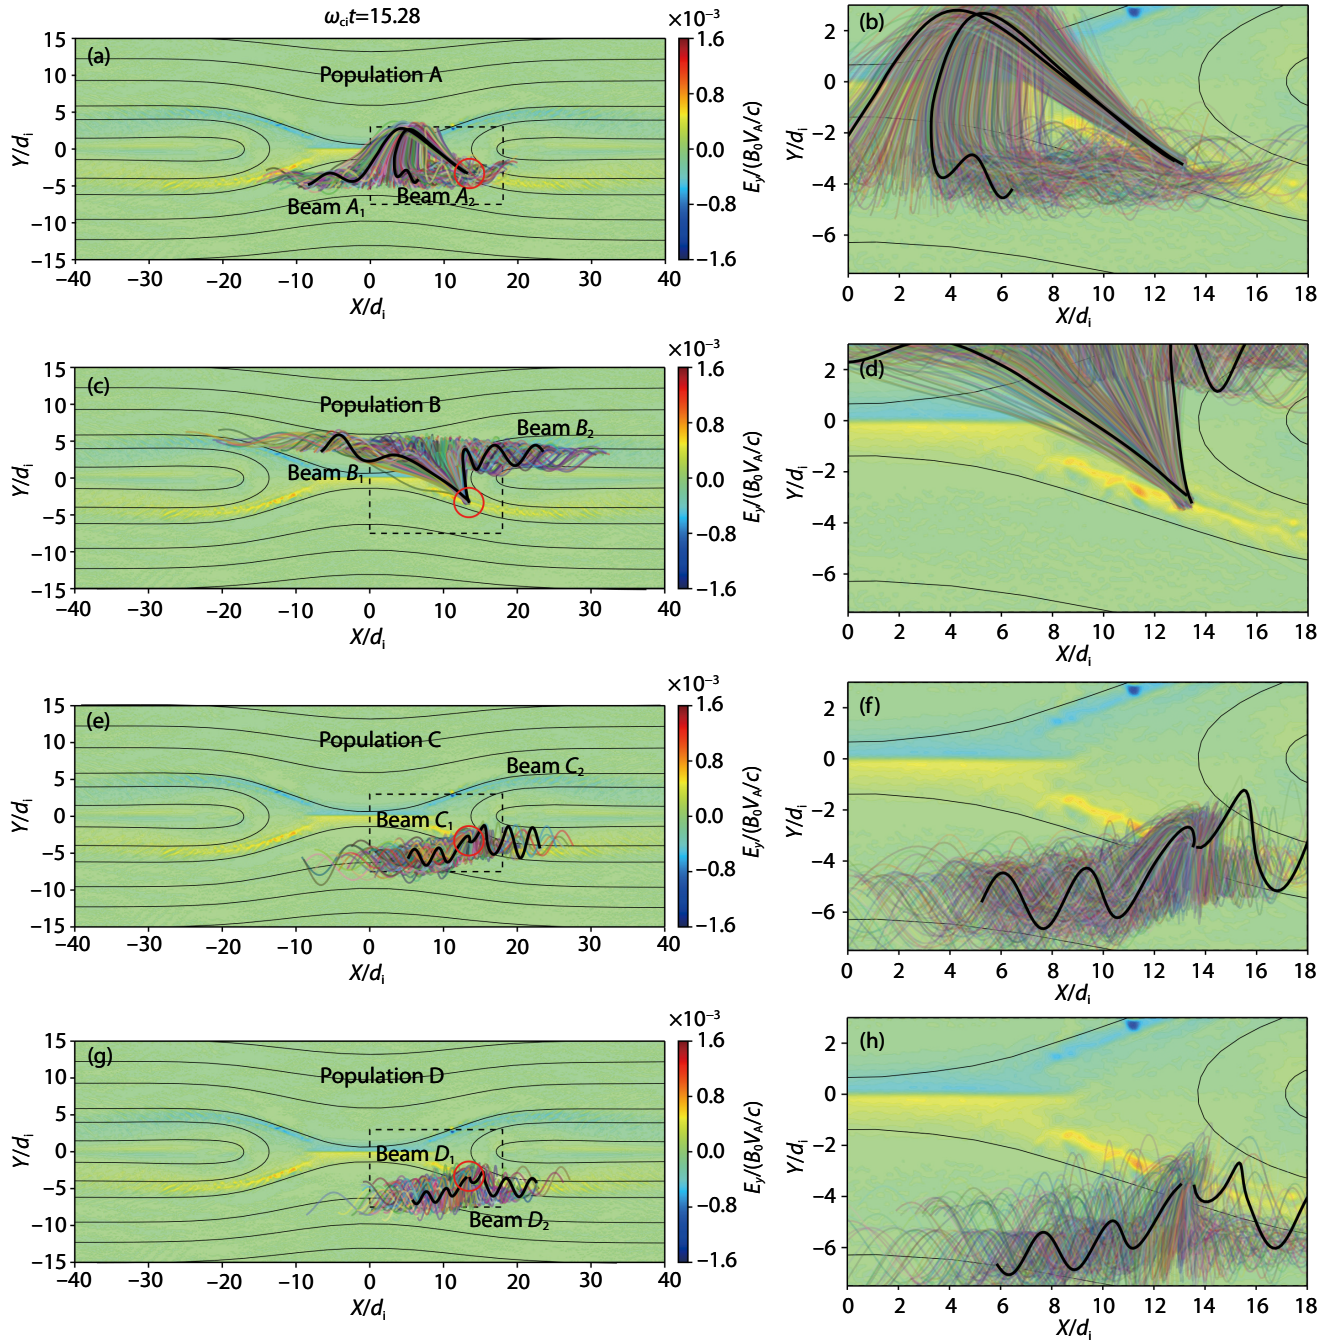 ω_ci t=15.28
(a)
Population A
Beam A₁
Beam A₂
15
10
5
0
−5
−10
−15
Y/d_i
−40 −30 −20 −10 0 10 20 30 40
X/d_i
×10⁻³
1.6
0.8
0.0
−0.8
−1.6
E_y/(B₀V_A/c)
(b)
2
0
−2
−4
−6
Y/d_i
0 2 4 6 8 10 12 14 16 18
X/d_i
(c)
Population B
Beam B₂
Beam B₁
15
10
5
0
−5
−10
−15
Y/d_i
−40 −30 −20 −10 0 10 20 30 40
X/d_i
×10⁻³
1.6
0.8
0.0
−0.8
−1.6
E_y/(B₀V_A/c)
(d)
2
0
−2
−4
−6
Y/d_i
0 2 4 6 8 10 12 14 16 18
X/d_i
(e)
Population C
Beam C₂
Beam C₁
15
10
5
0
−5
−10
−15
Y/d_i
−40 −30 −20 −10 0 10 20 30 40
X/d_i
×10⁻³
1.6
0.8
0.0
−0.8
−1.6
E_y/(B₀V_A/c)
(f)
2
0
−2
−4
−6
Y/d_i
0 2 4 6 8 10 12 14 16 18
X/d_i
(g)
Population D
Beam D₁
Beam D₂
15
10
5
0
−5
−10
−15
Y/d_i
−40 −30 −20 −10 0 10 20 30 40
X/d_i
×10⁻³
1.6
0.8
0.0
−0.8
−1.6
E_y/(B₀V_A/c)
(h)
2
0
−2
−4
−6
Y/d_i
0 2 4 6 8 10 12 14 16 18
X/d_i